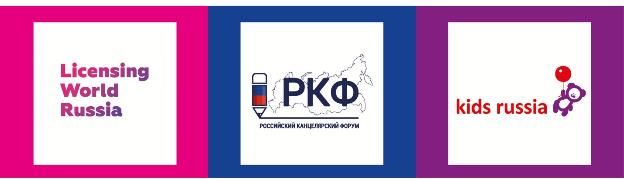 Licensing
World
Russia
РКФ
РОССИЙСКИЙ КАНЦЕЛЯРСКИЙ ФОРУМ
kids russia